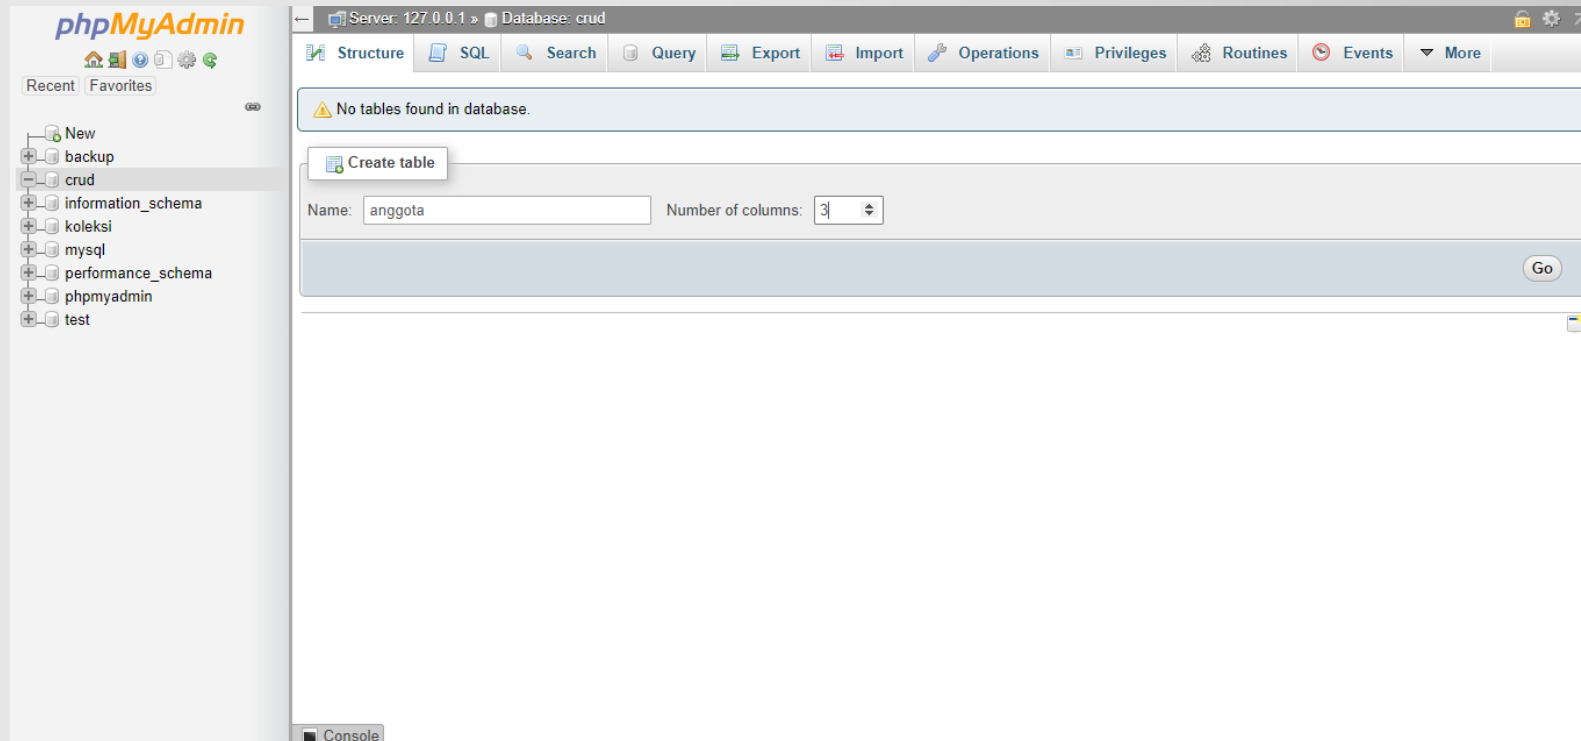 phpMyAdmin
Recent Favorites
New
backup
crud
information_schema
koleksi
mysql
performance_schema
phpmyadmin
test
Server: 127.0.0.1 » Database: crud
Structure SQL Search Query Export Import Operations Privileges Routines Events More
No tables found in database.
Create table
Name: anggota Number of columns: 3
Go
Console